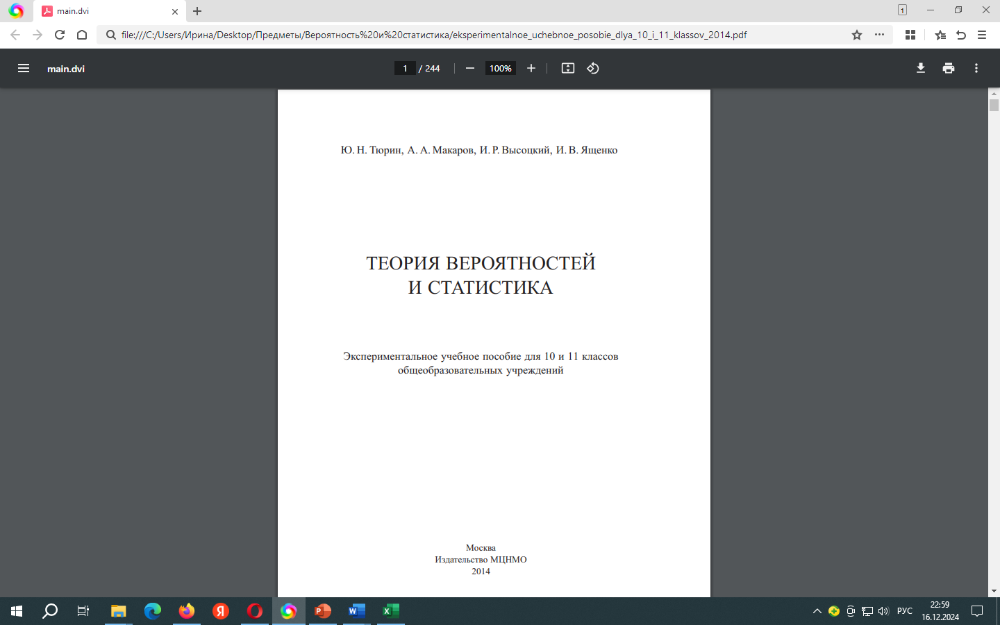 main.dvi
1
file:///C:/Users/Ирина/Desktop/Предметы/Вероятность%20и%20статистика/eksperimentalnoe_uchebnoe_posobie_dlya_10_i_11_klassov_2014.pdf
main.dvi
1 / 244
100%
Ю. Н. Тюрин, А. А. Макаров, И. Р. Высоцкий, И. В. Ященко
ТЕОРИЯ ВЕРОЯТНОСТЕЙ
И СТАТИСТИКА
Экспериментальное учебное пособие для 10 и 11 классов
общеобразовательных учреждений
Москва
Издательство МЦНМО
2014
РУС
22:59
16.12.2024